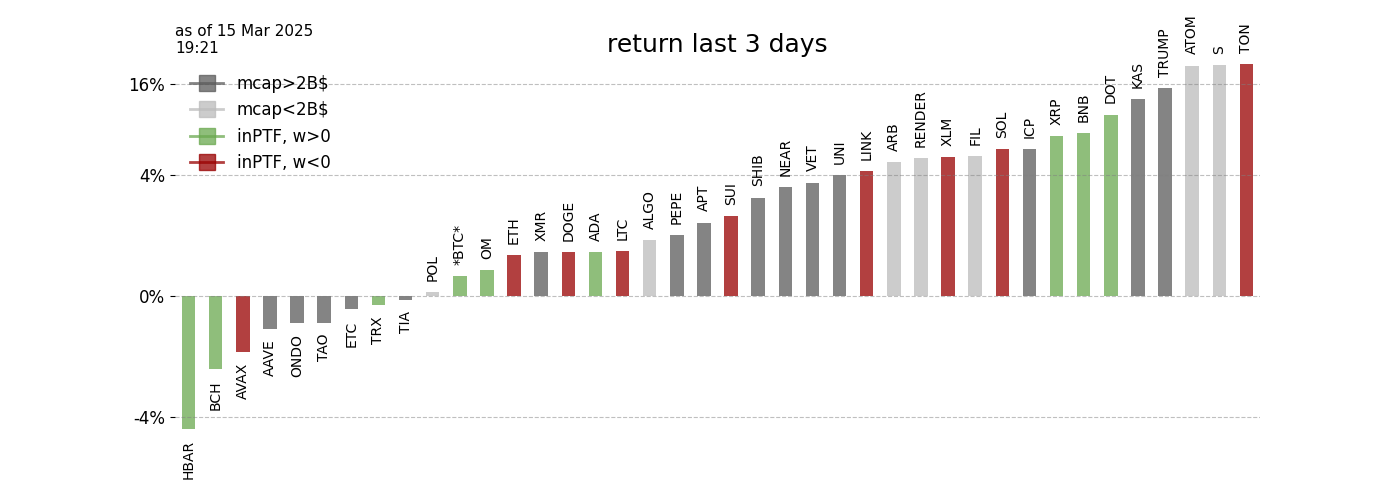 as of 15 Mar 2025
19:21
return last 3 days
mcap>2B$
mcap<2B$
inPTF, w>0
inPTF, w<0
16%
4%
0%
-4%
HBAR
BCH
AVAX
AAVE
ONDO
TAO
ETC
TRX
TIA
POL
*BTC*
OM
ETH
XMR
DOGE
ADA
LTC
ALGO
PEPE
APT
SUI
SHIB
NEAR
VET
UNI
LINK
ARB
RENDER
XLM
FIL
SOL
ICP
XRP
BNB
DOT
KAS
TRUMP
ATOM
S
TON